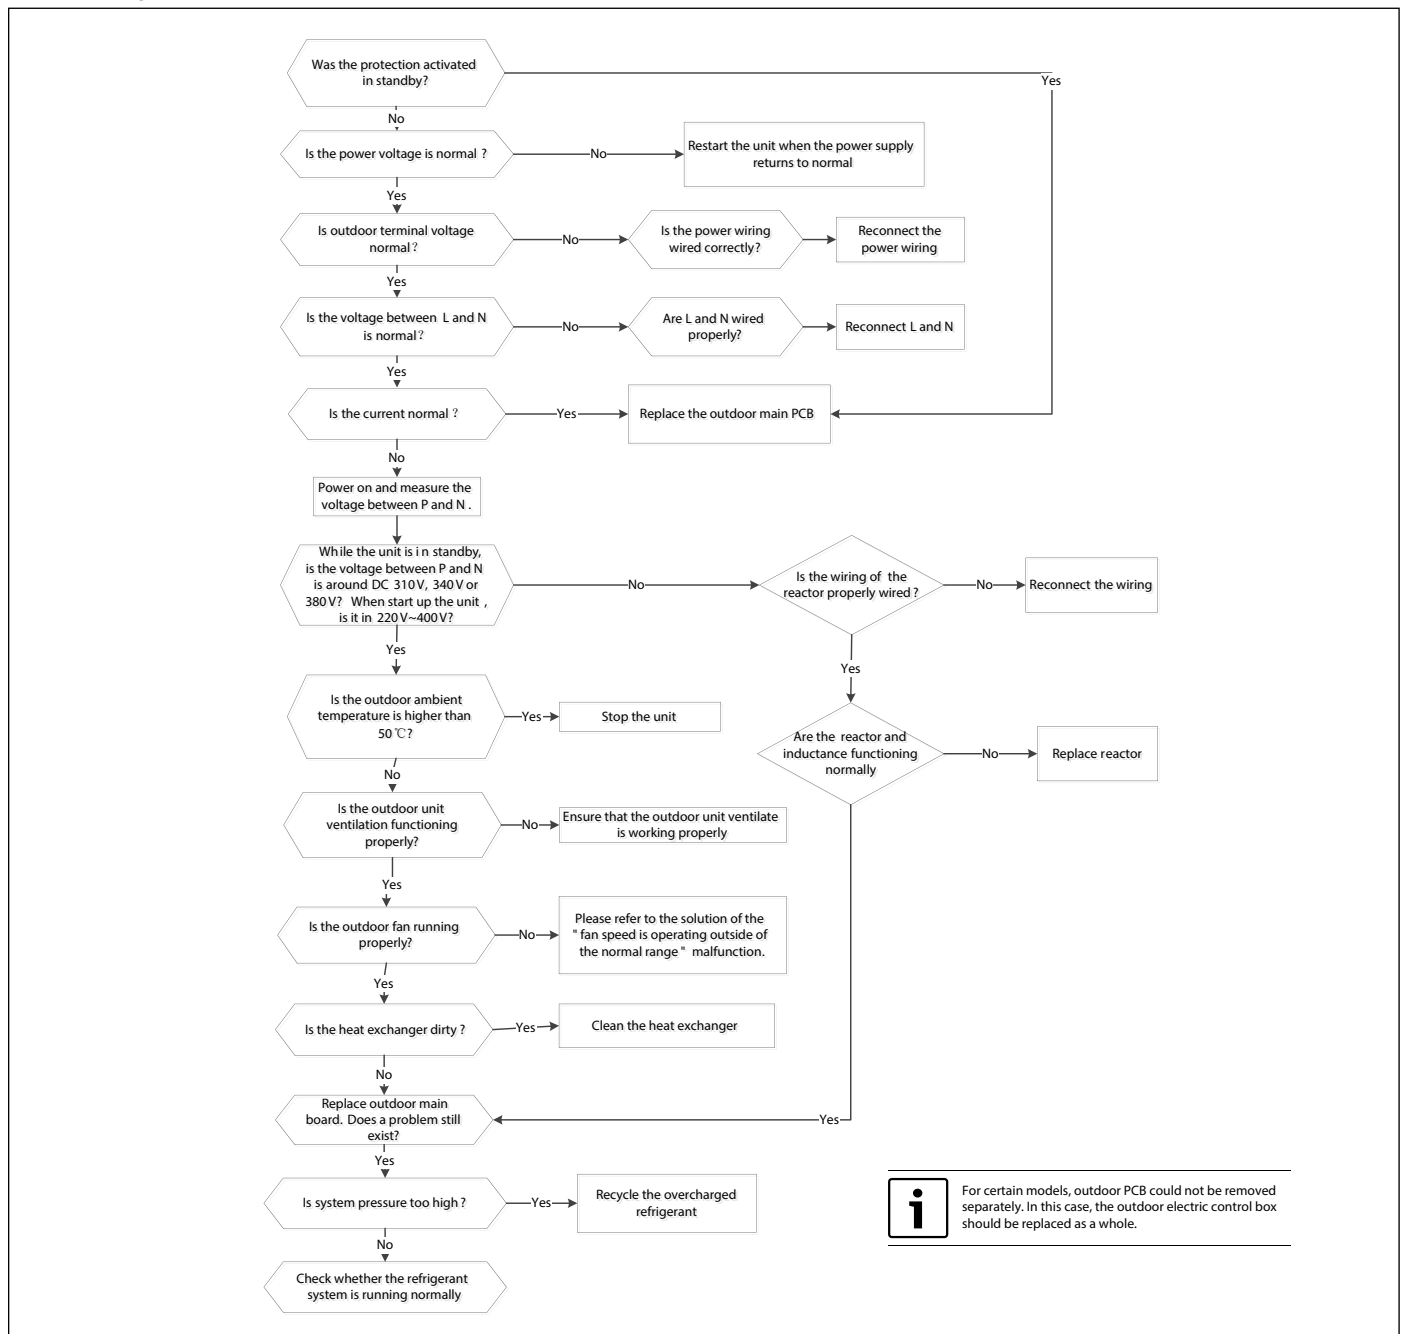 Was the protection activated
in standby?
Yes
No
Is the power voltage is normal ?
No
Restart the unit when the power supply
returns to normal
Yes
Is outdoor terminal voltage
normal?
No
Is the power wiring
wired correctly?
Reconnect the
power wiring
Yes
Is the voltage between L and N
is normal?
No
Are L and N wired
properly?
Reconnect L and N
Yes
Is the current normal ?
Yes
Replace the outdoor main PCB
No
Power on and measure the
voltage between P and N .
While the unit is in standby,
is the voltage between P and N
is around DC 310V, 340V or
380V? When start up the unit ,
is it in 220V~400V?
No
Is the wiring of the
reactor properly wired ?
No
Reconnect the wiring
Yes
Yes
Is the outdoor ambient
temperature is higher than
50℃?
Yes
Stop the unit
Are the reactor and
inductance functioning
normally
No
Replace reactor
No
Is the outdoor unit
ventilation functioning
properly?
No
Ensure that the outdoor unit ventilate
is working properly
Yes
Is the outdoor fan running
properly?
No
Please refer to the solution of the
" fan speed is operating outside of
the normal range " malfunction.
Yes
Is the heat exchanger dirty ?
Yes
Clean the heat exchanger
No
Replace outdoor main
board. Does a problem still
exist?
Yes
Yes
Is system pressure too high ?
Yes
Recycle the overcharged
refrigerant
No
Check whether the refrigerant
system is running normally
i
For certain models, outdoor PCB could not be removed
separately. In this case, the outdoor electric control box
should be replaced as a whole.